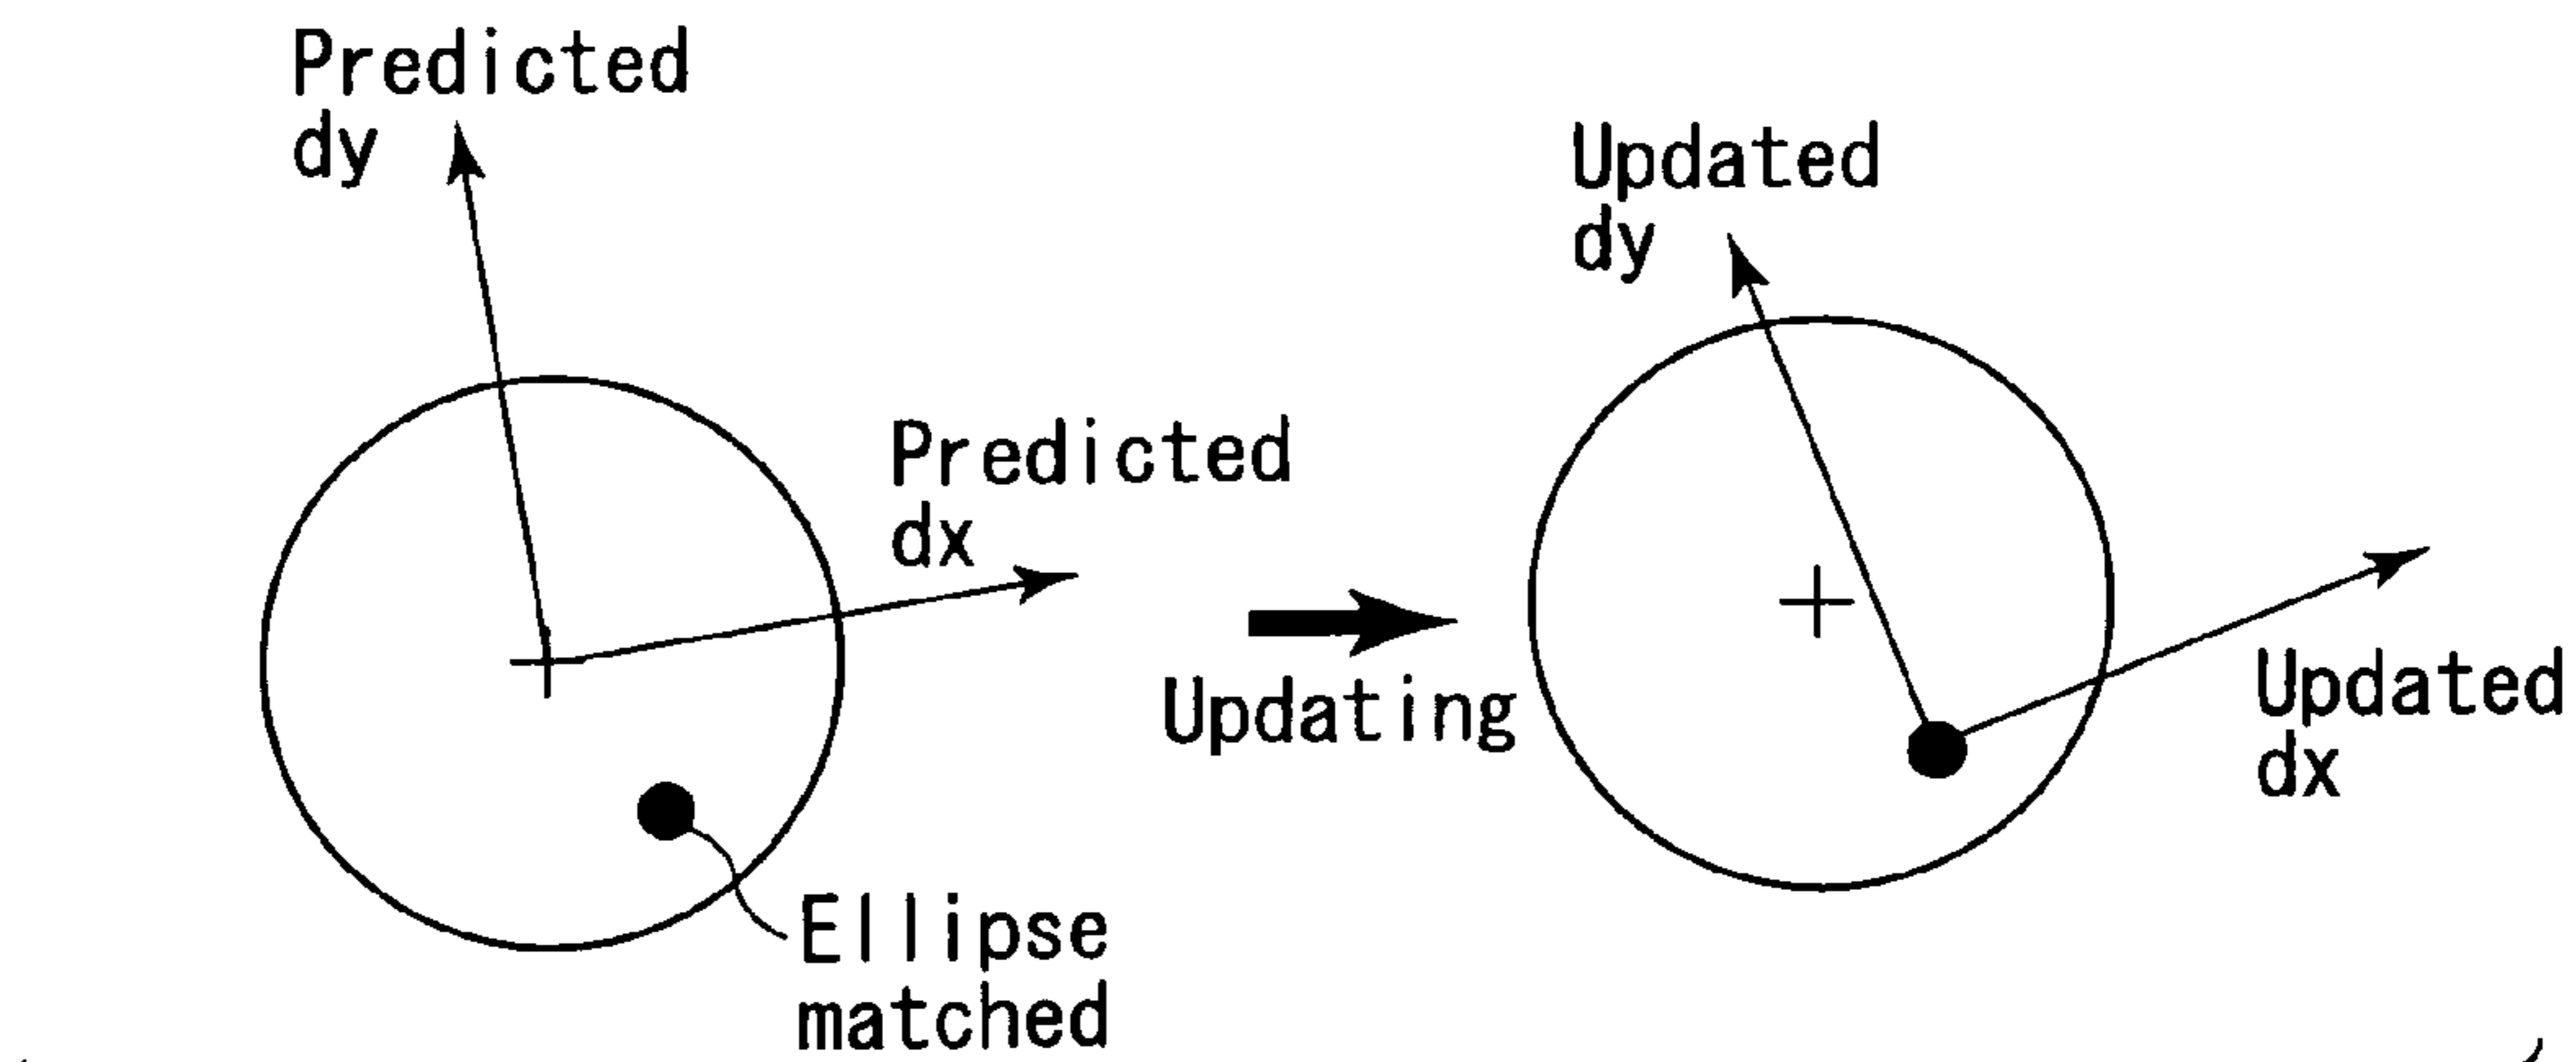 Predicted
dy
Predicted
dx
Ellipse
matched
Updating
Updated
dy
Updated
dx